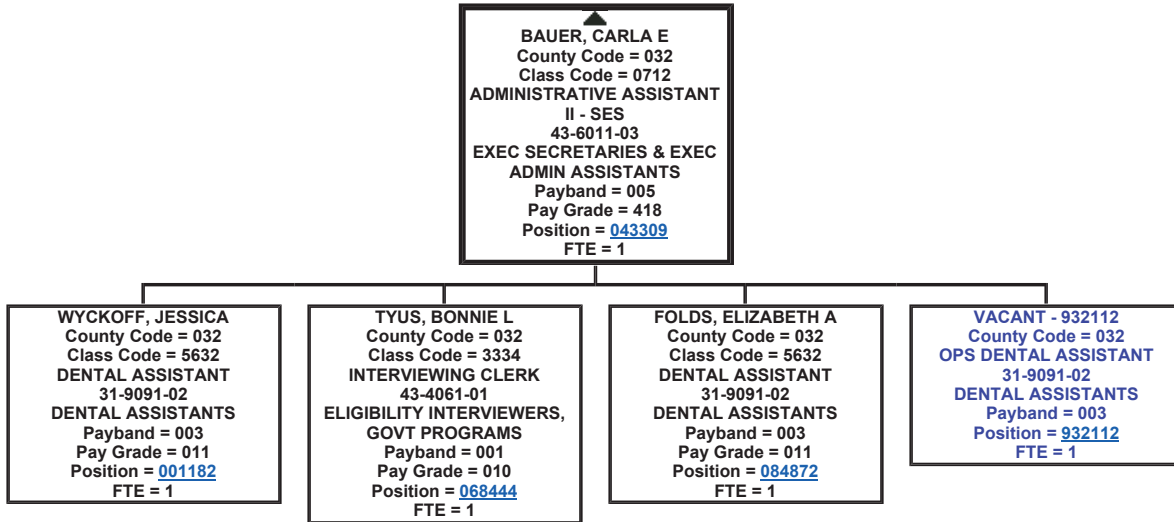 BAUER, CARLA E
County Code = 032
Class Code = 0712
ADMINISTRATIVE ASSISTANT
II - SES
43-6011-03
EXEC SECRETARIES & EXEC
ADMIN ASSISTANTS
Payband = 005
Pay Grade = 418
Position = 043309
FTE = 1
WYCKOFF, JESSICA
County Code = 032
Class Code = 5632
DENTAL ASSISTANT
31-9091-02
DENTAL ASSISTANTS
Payband = 003
Pay Grade = 011
Position = 001182
FTE = 1
TYUS, BONNIE L
County Code = 032
Class Code = 3334
INTERVIEWING CLERK
43-4061-01
ELIGIBILITY INTERVIEWERS,
GOVT PROGRAMS
Payband = 001
Pay Grade = 010
Position = 068444
FTE = 1
FOLDS, ELIZABETH A
County Code = 032
Class Code = 5632
DENTAL ASSISTANT
31-9091-02
DENTAL ASSISTANTS
Payband = 003
Pay Grade = 011
Position = 084872
FTE = 1
VACANT - 932112
County Code = 032
OPS DENTAL ASSISTANT
31-9091-02
DENTAL ASSISTANTS
Payband = 003
Position = 932112
FTE = 1